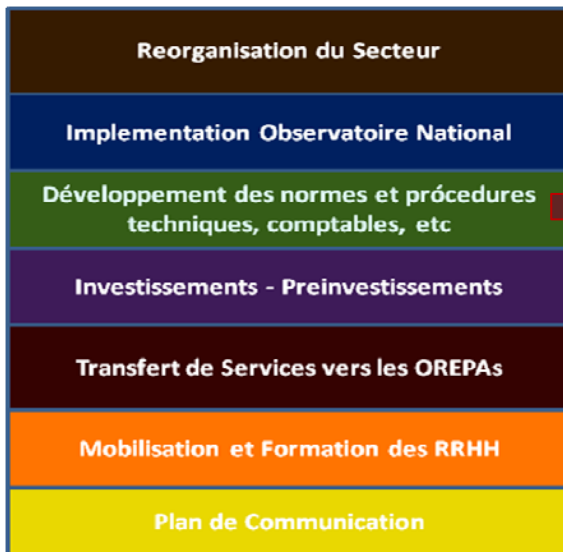 Reorganisation du Secteur
Implementation Observatoire National
Développement des normes et prócedures
techniques, comptables, etc
Investissements - Preinvestissements
Transfert de Services vers les OREPAs
Mobilisation et Formation des RRHH
Plan de Communication